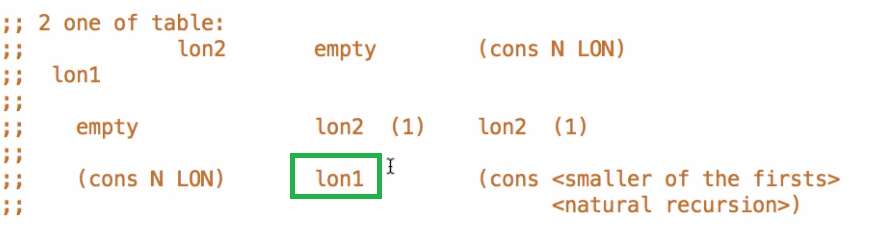 ;; 2 one of table:
;;            lon2      empty       (cons N LON)
;;  lon1
;;
;;    empty             lon2  (1)   lon2  (1)
;;
;;    (cons N LON)      lon1        (cons <smaller of the firsts>
;;                                        <natural recursion>)